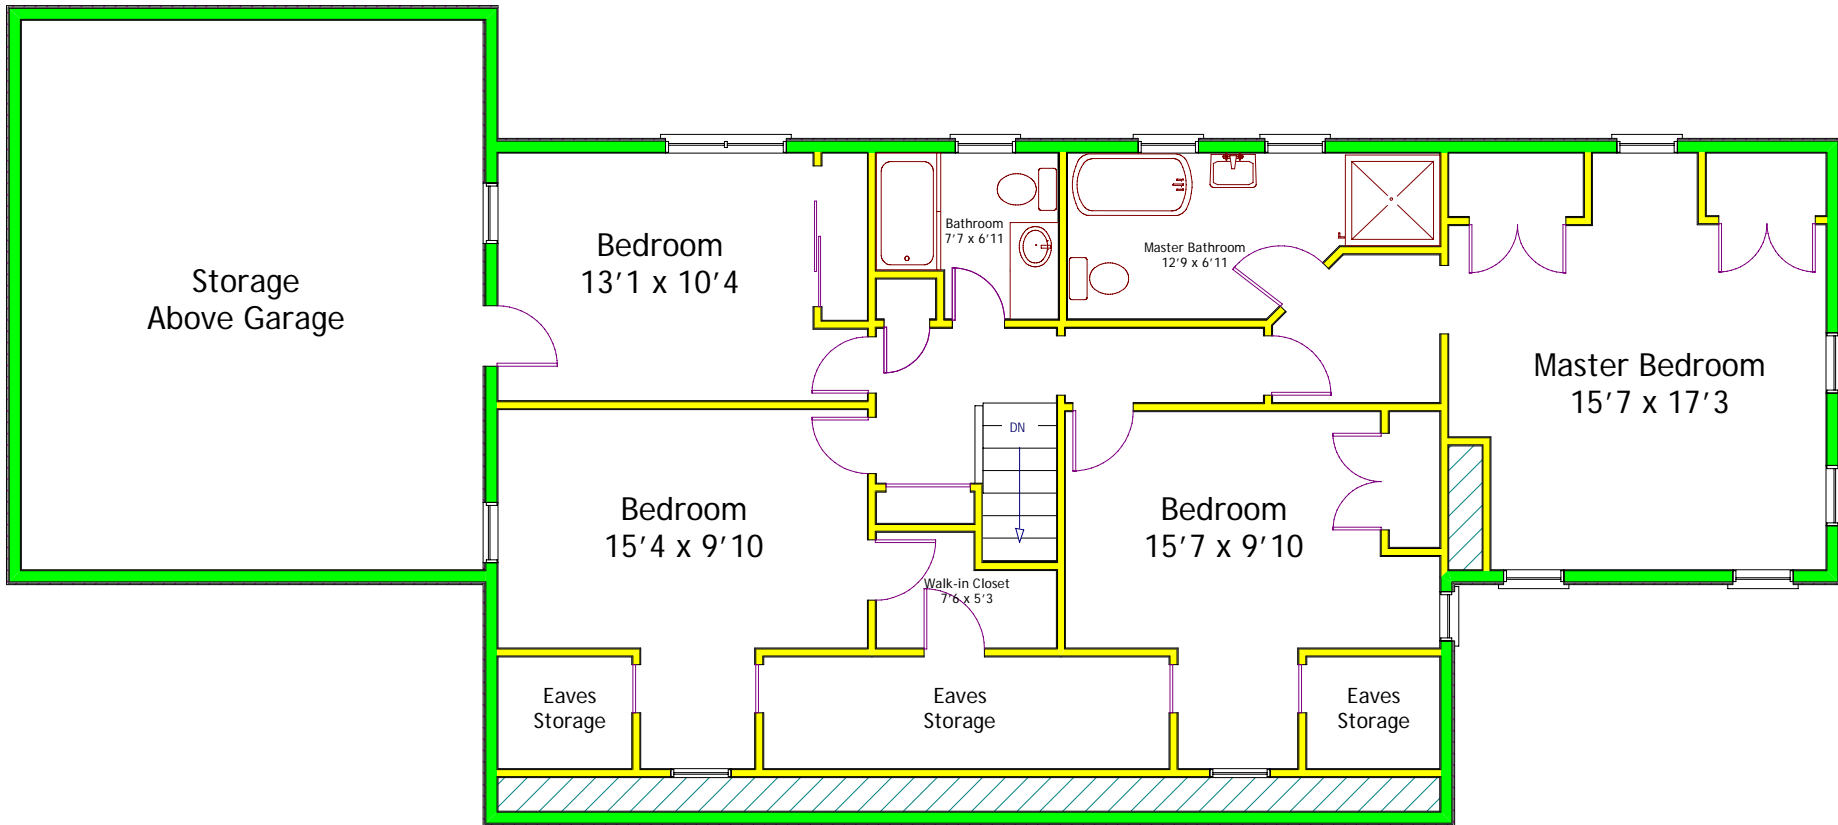 Storage
Above Garage
Bedroom
13'1 x 10'4
Bathroom
7'7 x 6'11
Master Bathroom
12'9 x 6'11
Master Bedroom
15'7 x 17'3
DN
Bedroom
15'4 x 9'10
Bedroom
15'7 x 9'10
Walk-in Closet
7'6 x 5'3
Eaves
Storage
Eaves
Storage
Eaves
Storage